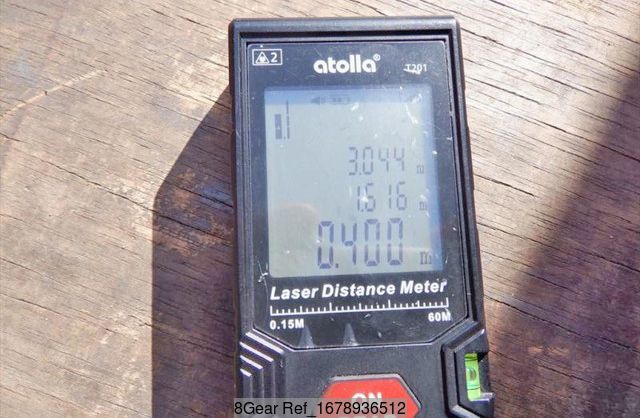 2
atolla®
T201
3.044 m
1.616 m
0.400 m
Laser Distance Meter
0.15M 60M
ON
8Gear Ref_1678936512